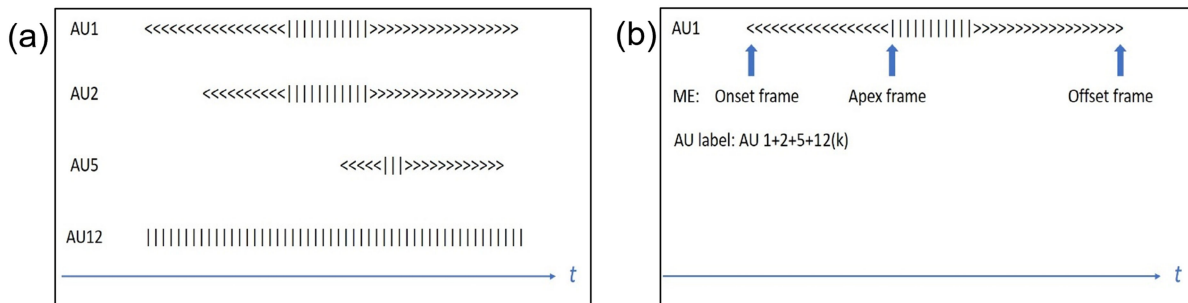 (a)
AU1 <<<<<<<<<<<<<<<<<|||||||||||>>>>>>>>>>>>>>>>>>
AU2 <<<<<<<<<<|||||||||||>>>>>>>>>>>>>>>>>>
AU5 <<<<<|||>>>>>>>>>>>>
AU12 ||||||||||||||||||||||||||||||||||||||||||||||||||
t
(b)
AU1 <<<<<<<<<<<<<<<<<|||||||||||>>>>>>>>>>>>>>>>>>
ME: Onset frame Apex frame Offset frame
AU label: AU 1+2+5+12(k)
t